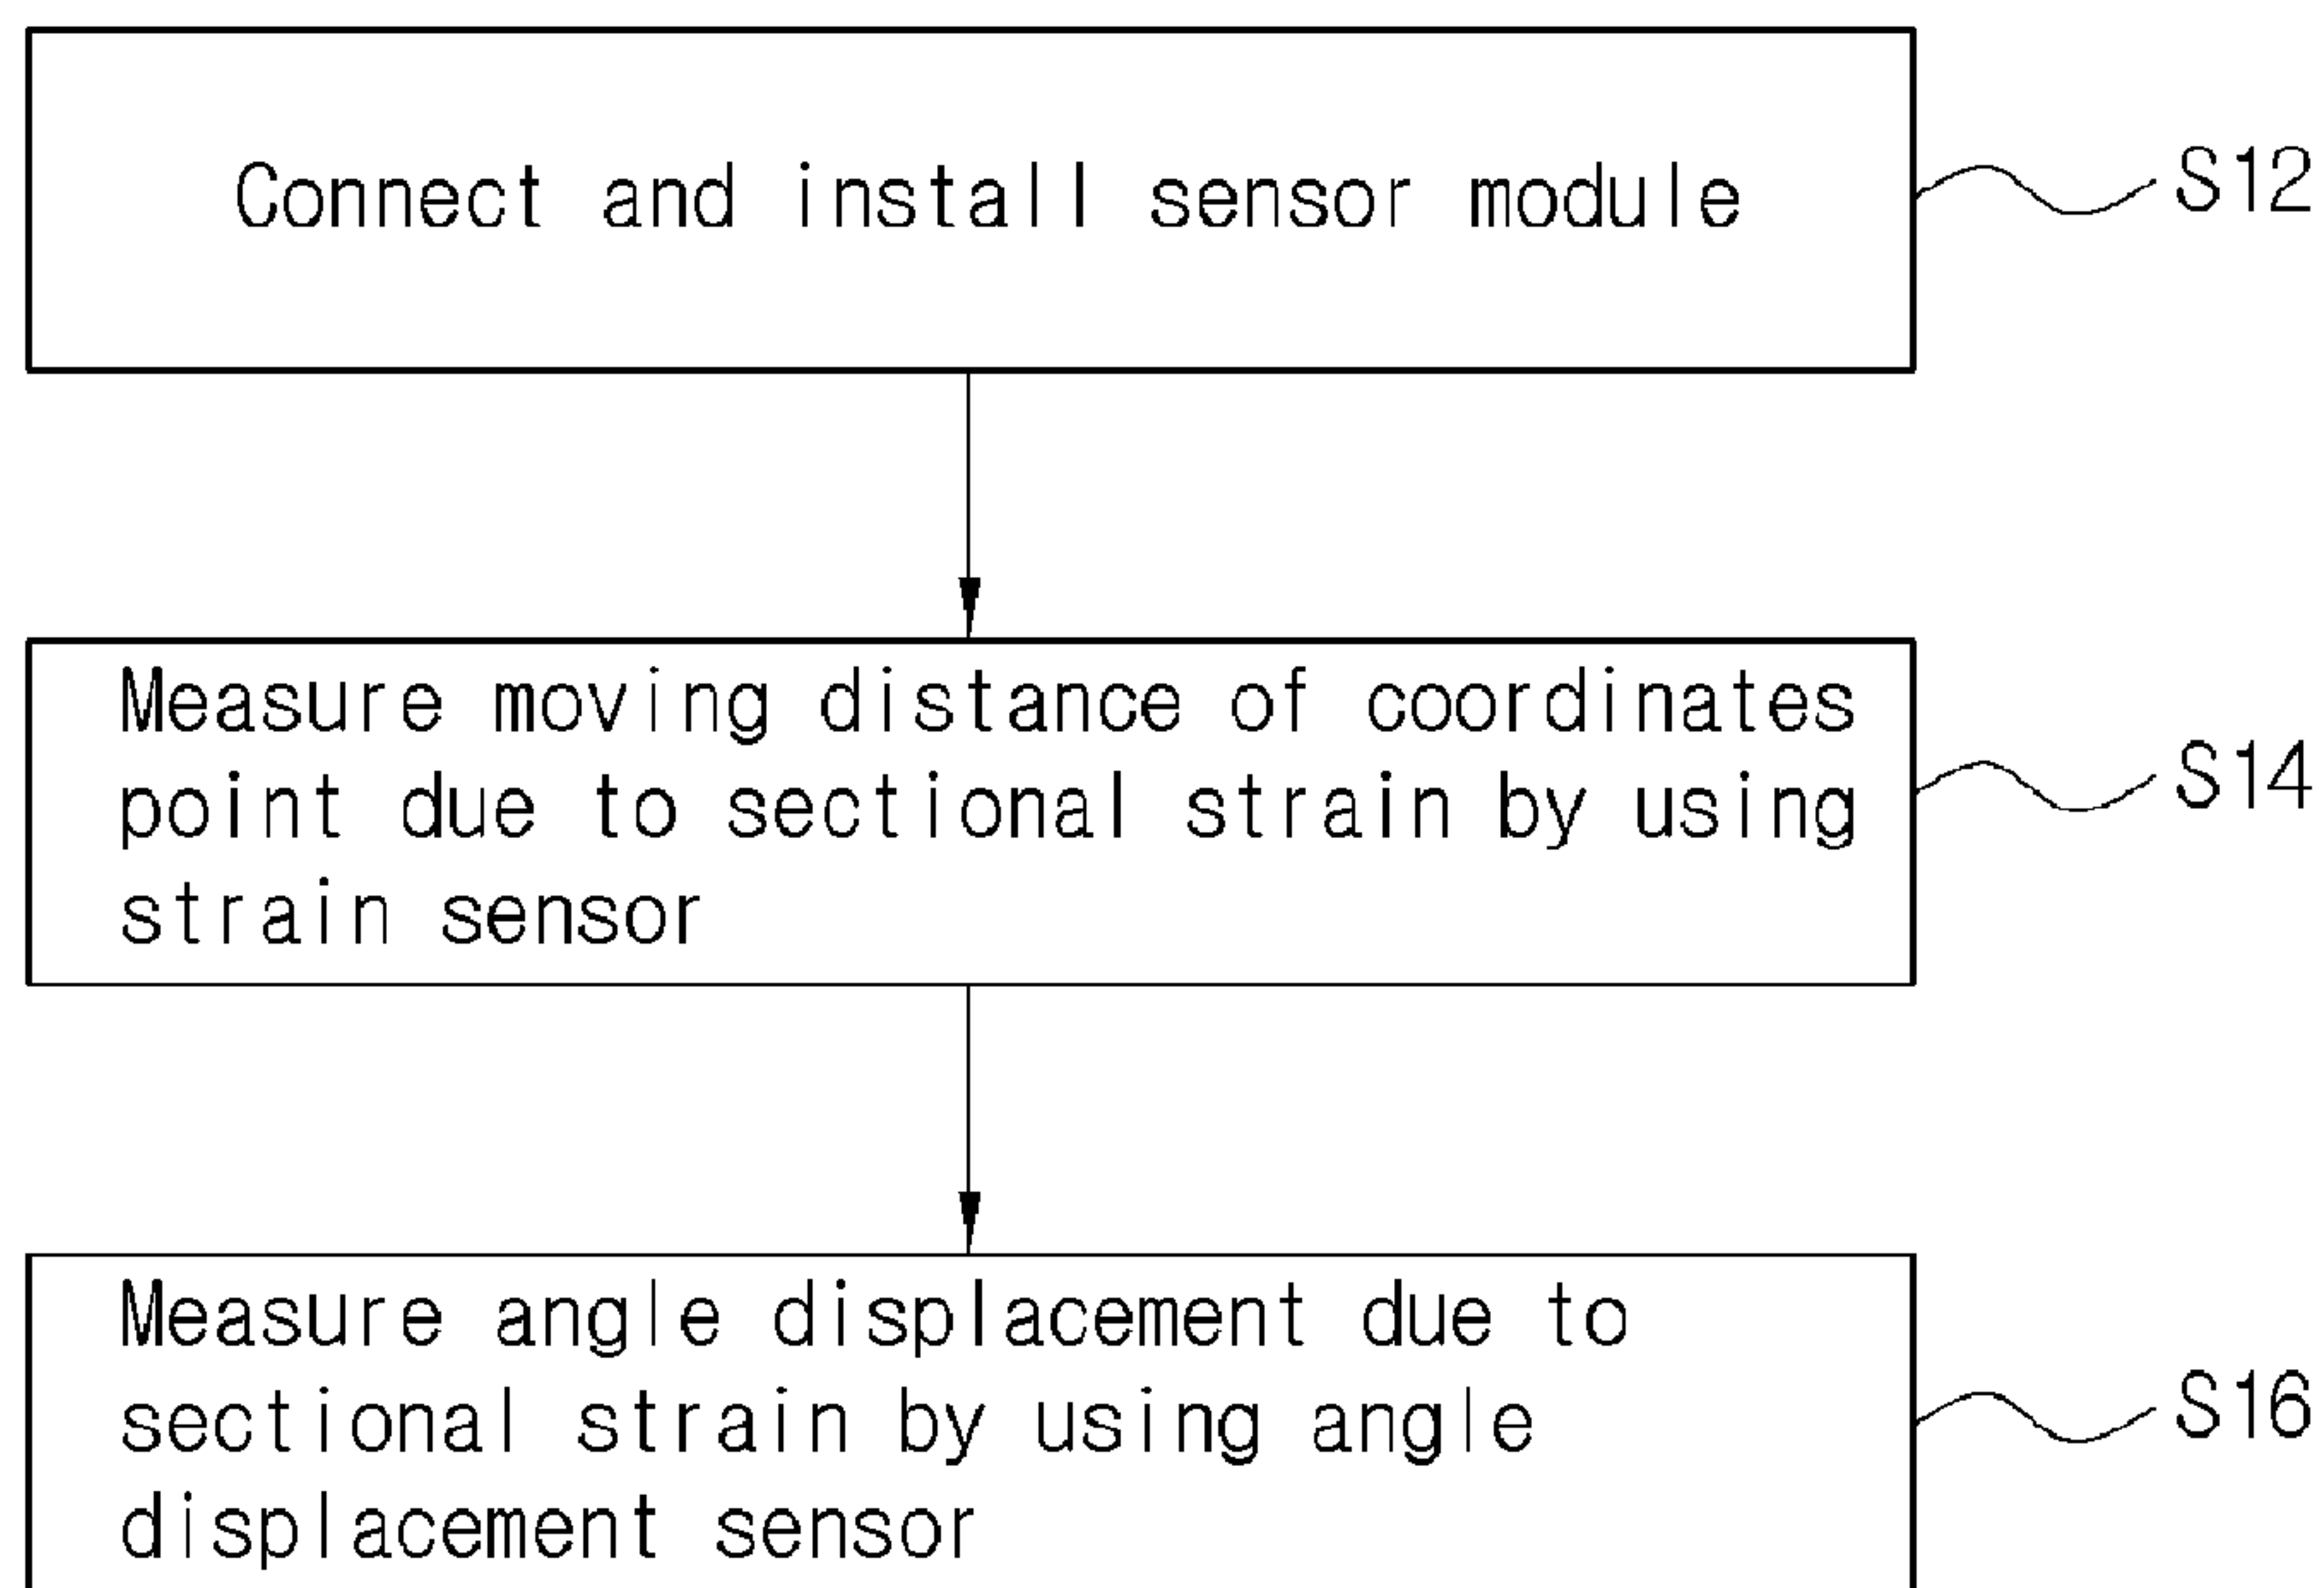 Connect and install sensor module
S12
Measure moving distance of coordinates
point due to sectional strain by using
strain sensor
S14
Measure angle displacement due to
sectional strain by using angle
displacement sensor
S16